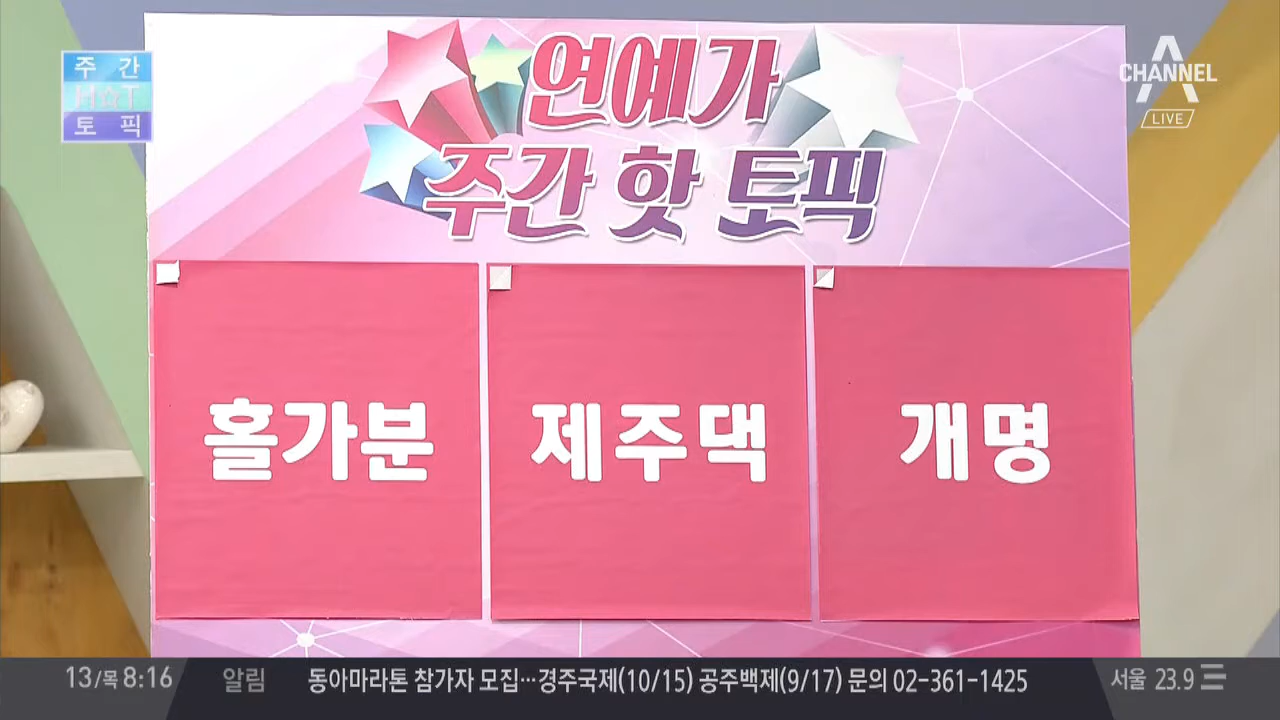 주간
H☆T
토픽
연예가
주간 핫 토픽
CHANNEL A
LIVE
홀가분
제주댁
개명
13/목 8:16
알림
동아마라톤 참가자 모집…경주국제(10/15) 공주백제(9/17) 문의 02-361-1425
서울 23.9